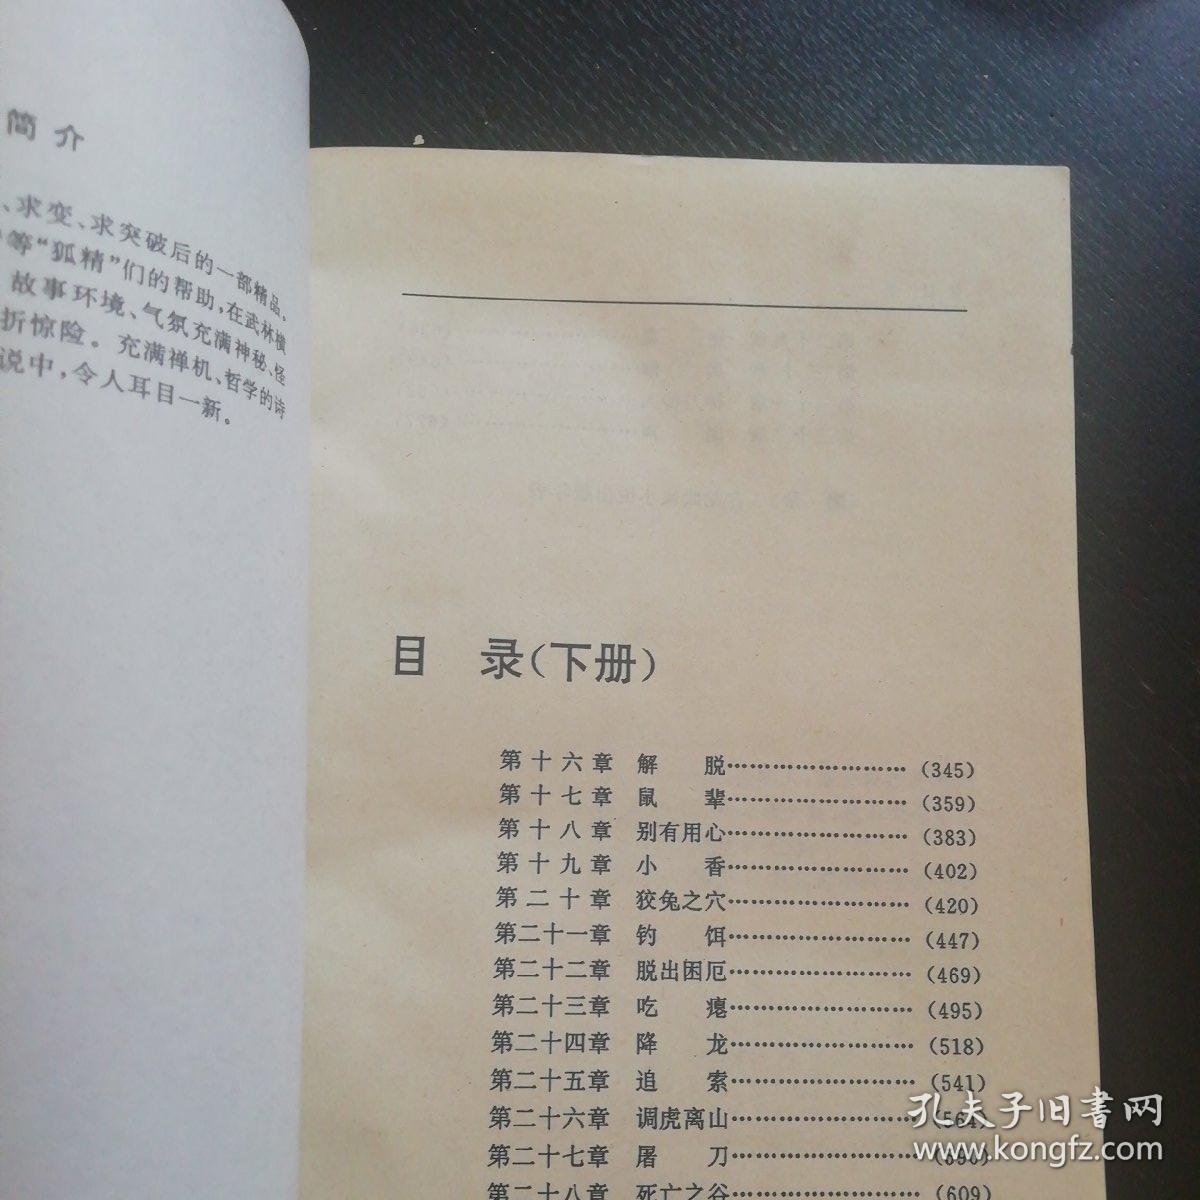 简介
、求变、求突破后的一部精品。
等“狐精”们的帮助,在武林横
故事环境、气氛充满神秘、怪
折惊险。充满禅机、哲学的诗
说中,令人耳目一新。
目 录(下册)
第十六章 解 脱………………………(345)
第十七章 鼠 辈………………………(359)
第十八章 别有用心………………………(383)
第十九章 小 香………………………(402)
第二十章 狡兔之穴………………………(420)
第二十一章 钓 饵………………………(447)
第二十二章 脱出困厄………………………(469)
第二十三章 吃 瘪………………………(495)
第二十四章 降 龙………………………(518)
第二十五章 追 索………………………(541)
第二十六章 调虎离山………………………(564)
第二十七章 屠 刀………………………(590)
第二十八章 死亡之谷………………………(609)
孔夫子旧书网
www.kongfz.com